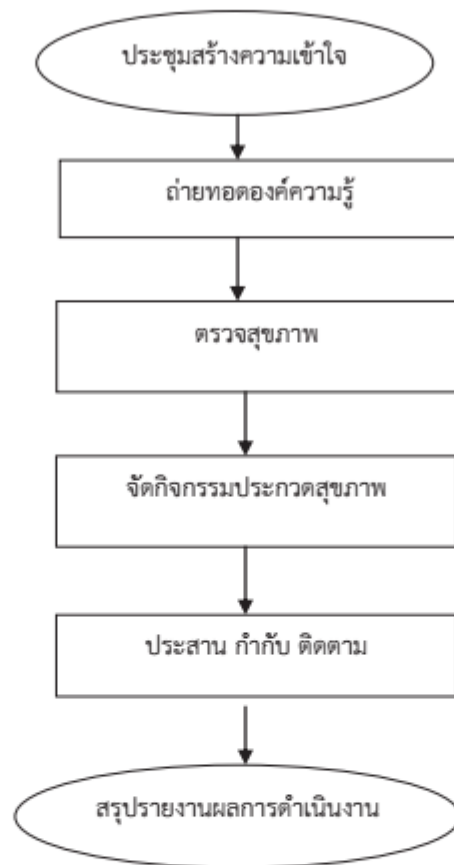 ประชุมสร้างความเข้าใจ
ถ่ายทอดองค์ความรู้
ตรวจสุขภาพ
จัดกิจกรรมประกวดสุขภาพ
ประสาน กำกับ ติดตาม
สรุปรายงานผลการดำเนินงาน